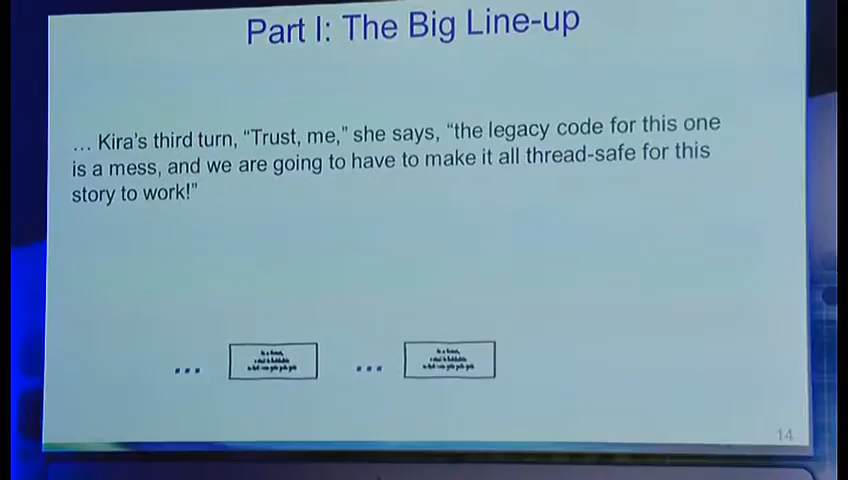 Part I: The Big Line-up
... Kira's third turn, “Trust, me,” she says, “the legacy code for this one
is a mess, and we are going to have to make it all thread-safe for this
story to work!”
... ...
14